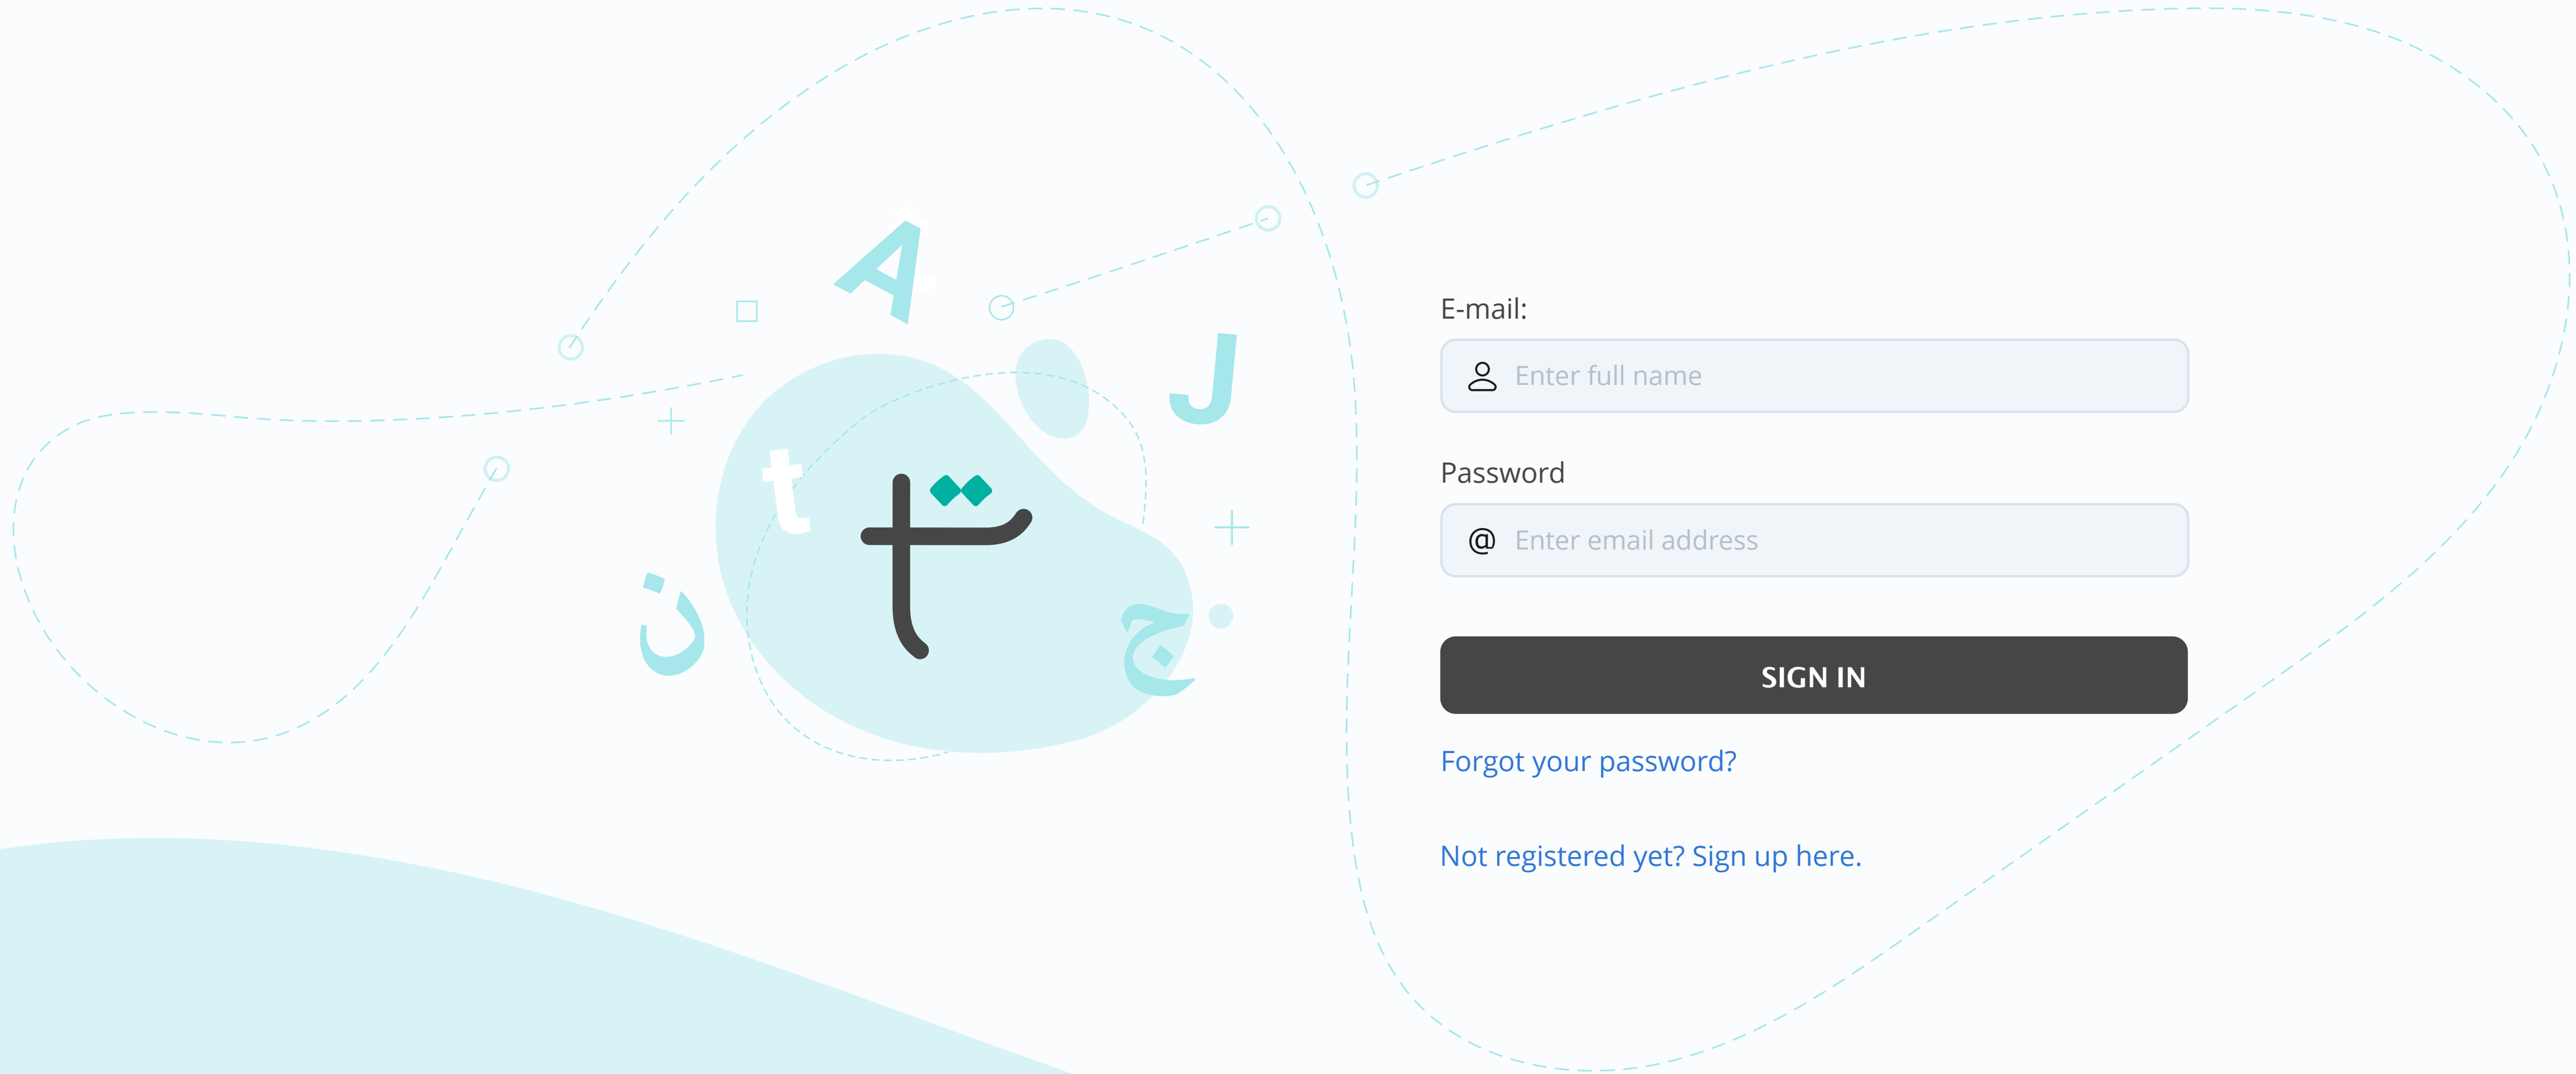 A
J
t
ت
ن
ج
E-mail:
Enter full name
Password
@ Enter email address
SIGN IN
Forgot your password?
Not registered yet? Sign up here.